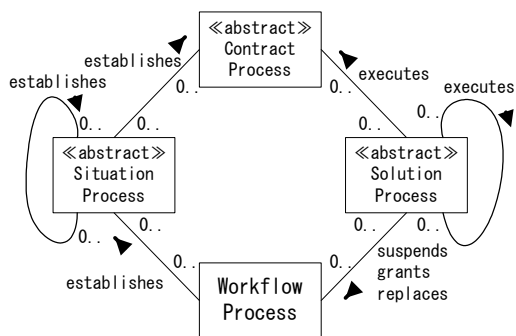 ≪abstract≫
Contract
Process
establishes
0..
0..
executes
establishes
executes
0..
0..
0..
0..
≪abstract≫
Situation
Process
≪abstract≫
Solution
Process
0..
0..
0..
0..
0..
0..
establishes
Workflow
Process
suspends
grants
replaces